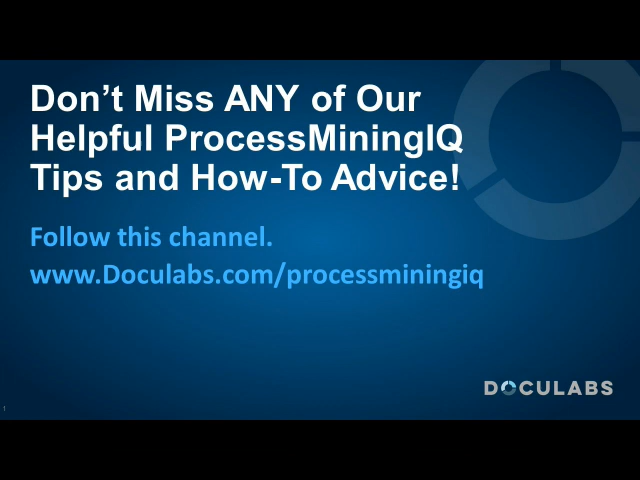 Don’t Miss ANY of Our
Helpful ProcessMiningIQ
Tips and How-To Advice!
Follow this channel.
www.Doculabs.com/processminingiq
DOCULABS
1